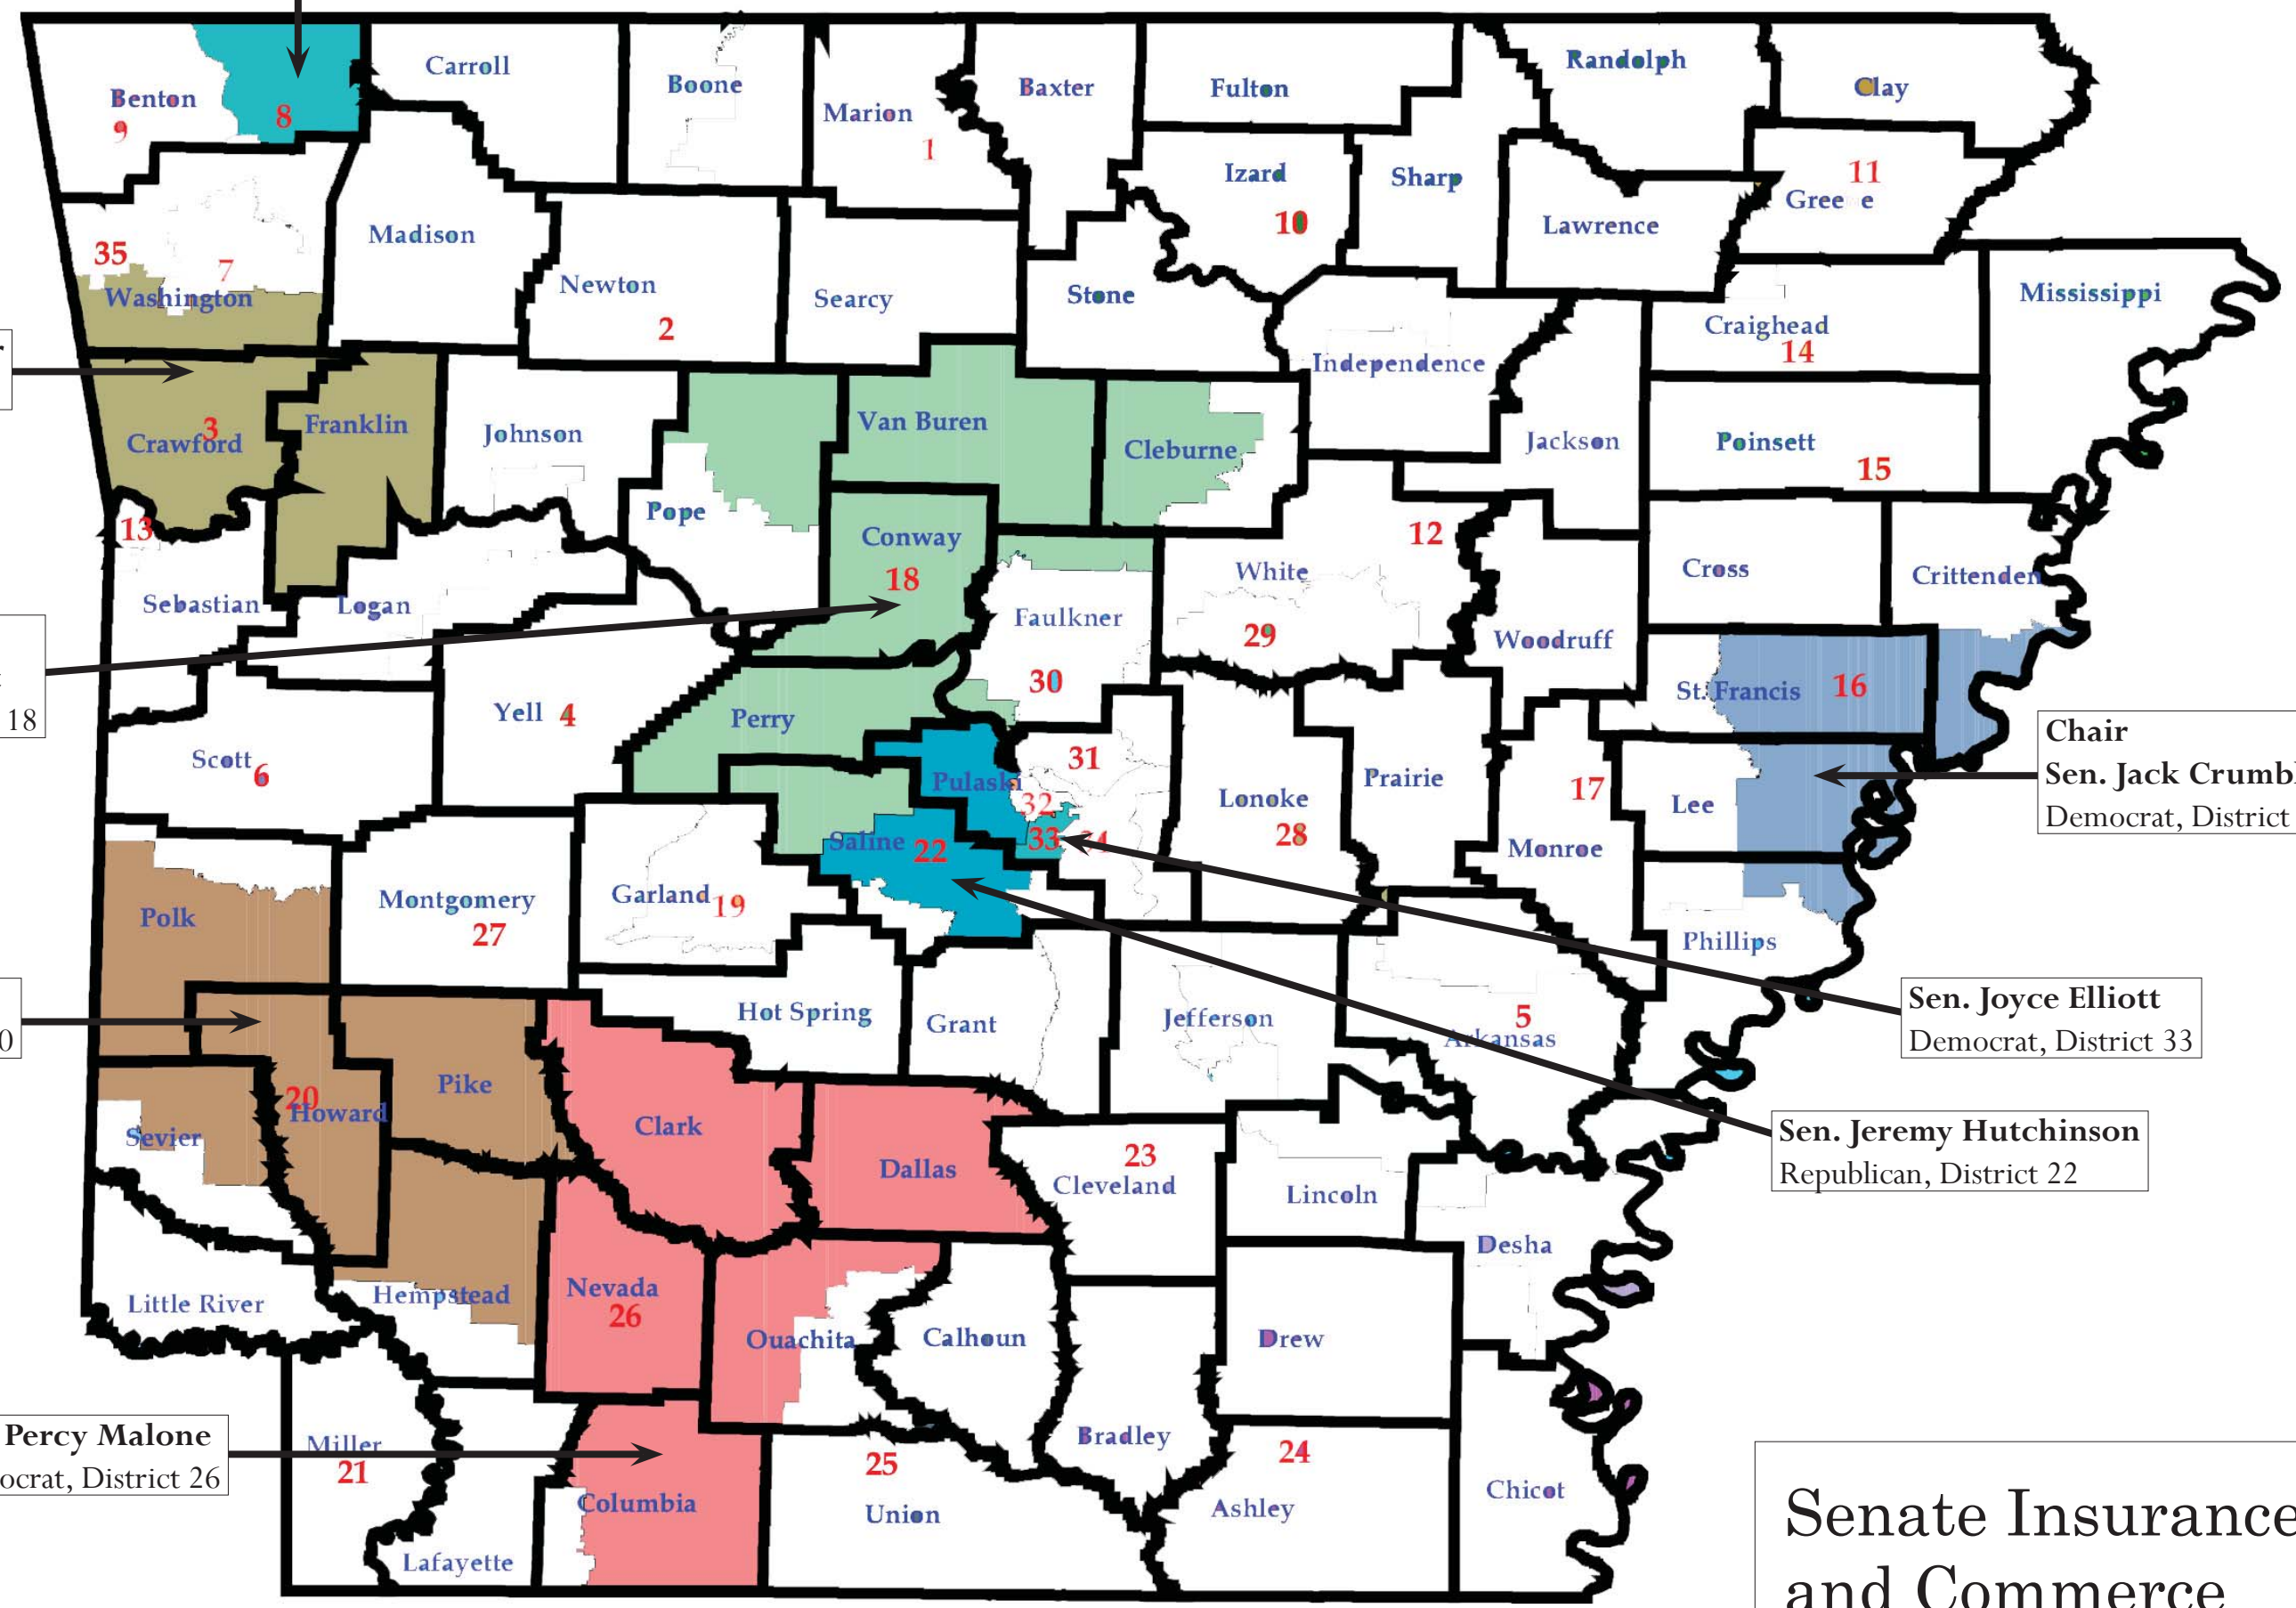 Benton
9
8
Carroll
Boone
Marion
1
Baxter
Fulton
Randolph
Clay
Izard
10
Sharp
Lawrence
11
Greene
35
7
Washington
Madison
Newton
2
Searcy
Stone
Independence
Craighead
14
Mississippi
3
Crawford
Franklin
Johnson
Pope
Van Buren
Cleburne
Jackson
Poinsett
15
13
Sebastian
Logan
Conway
18
12
White
29
Faulkner
30
Woodruff
Cross
Crittenden
St. Francis
16
18
Scott
6
Yell 4
Perry
31
Pulaski
32
33
34
Saline
22
Lonoke
28
Prairie
17
Monroe
Lee
Chair
Sen. Jack Crumbl
Democrat, District
Polk
Montgomery
27
Garland
19
Hot Spring
Grant
Jefferson
5
Arkansas
Phillips
Sen. Joyce Elliott
Democrat, District 33
0
20
Howard
Pike
Sevier
Clark
Dallas
23
Cleveland
Lincoln
Desha
Sen. Jeremy Hutchinson
Republican, District 22
Little River
Hempstead
Nevada
26
Ouachita
Calhoun
Drew
Percy Malone
ocrat, District 26
Miller
21
Lafayette
Columbia
25
Union
Bradley
24
Ashley
Chicot
Senate Insurance
and Commerce